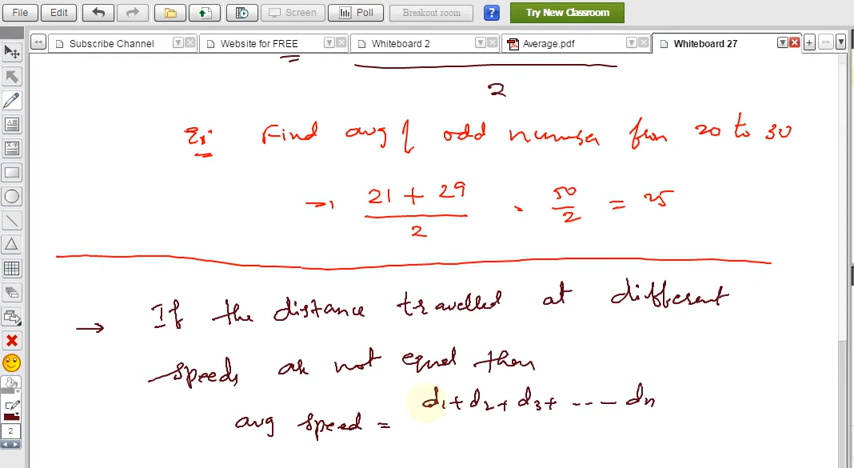 File Edit Screen Poll Breakout room ? Try New Classroom
Subscribe Channel Website for FREE Whiteboard 2 Average.pdf Whiteboard 27
2
Ex: Find avg of odd number from 20 to 30
→ 21 + 29 / 2 = 50/2 = 25
→ If the distance travelled at different
speeds are not equal then
avg speed = d1 + d2 + d3 + ---- dn
2